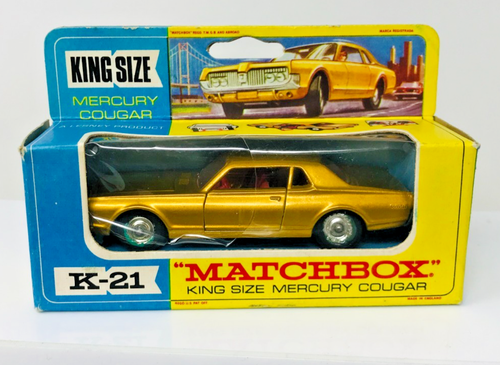 KING SIZE
MERCURY
COUGAR
A LESNEY PRODUCT
K-21
"MATCHBOX"
KING SIZE MERCURY COUGAR
MADE IN ENGLAND